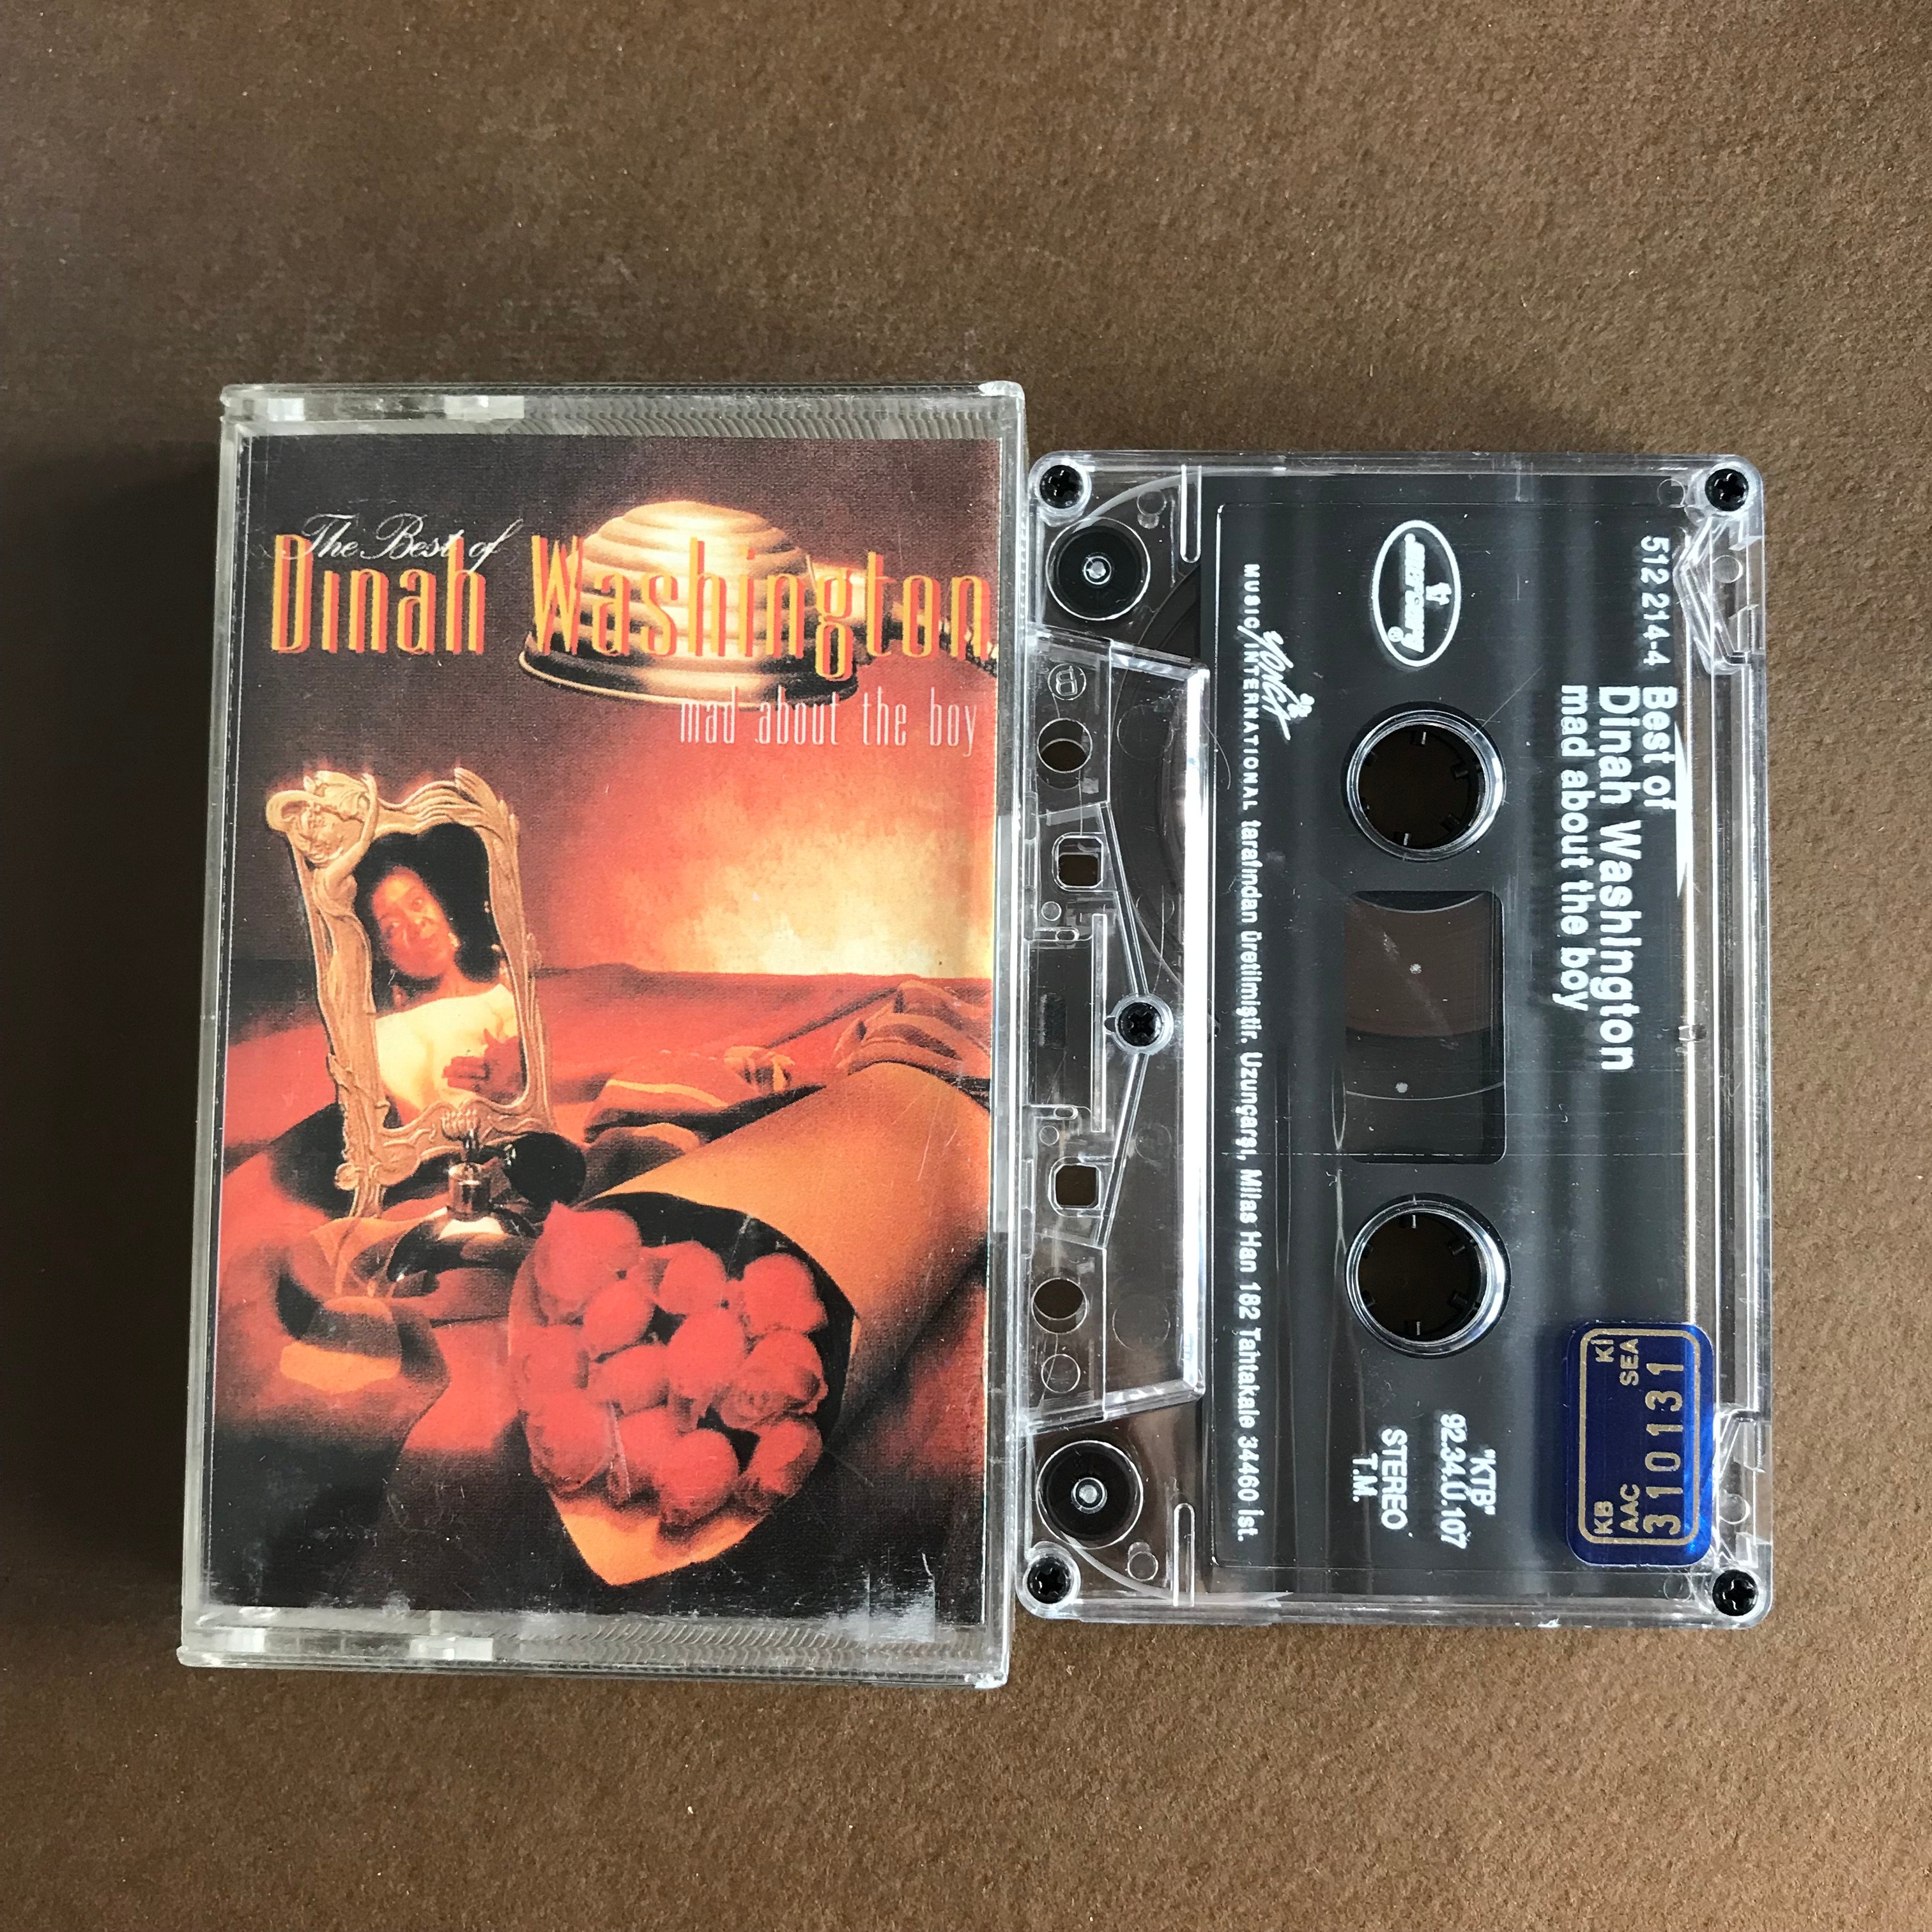 The Best of
Dinah Washington
mad about the boy
512 214-4 Best of
Dinah Washington
mad about the boy
mercury®
MUSIC/INTERNATIONAL tarafından üretilmiştir. Uzunçarşı, Milas Han 182 Tahtakale 34460 İst.
"KTB"
92.34.Ü.107
STEREO
T.M.
KB Kİ
AAC SEA
310131